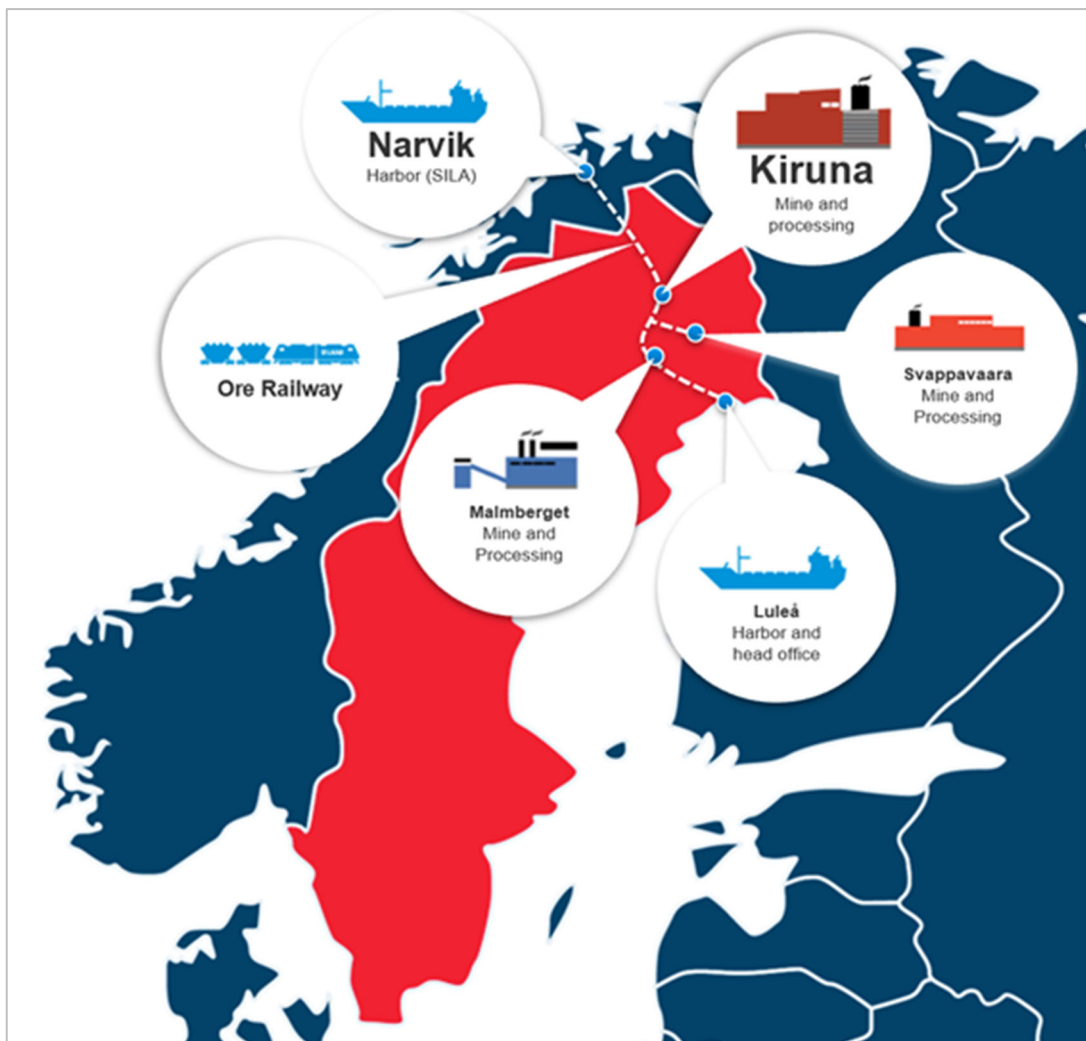 Narvik
Harbor (SILA)
Kiruna
Mine and
processing
Ore Railway
Svappavaara
Mine and
Processing
Malmberget
Mine and
Processing
Luleå
Harbor and
head office